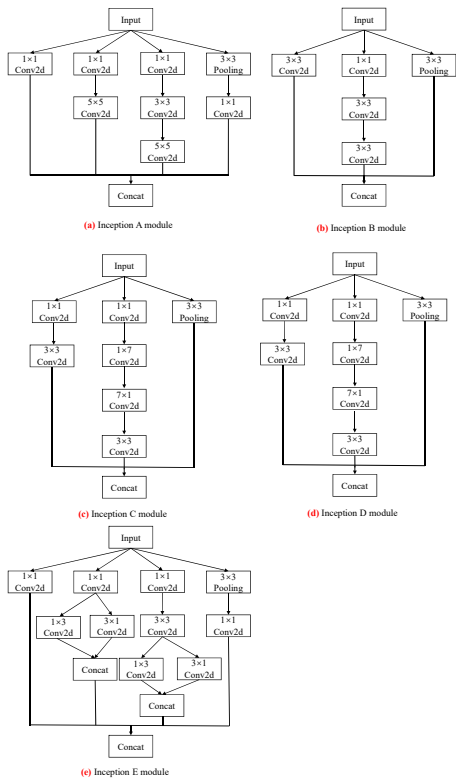 Input
1×1
Conv2d
1×1
Conv2d
1×1
Conv2d
3×3
Pooling
5×5
Conv2d
3×3
Conv2d
1×1
Conv2d
5×5
Conv2d
Concat
(a) Inception A module
Input
3×3
Conv2d
1×1
Conv2d
3×3
Pooling
3×3
Conv2d
3×3
Conv2d
Concat
(b) Inception B module
Input
1×1
Conv2d
1×1
Conv2d
3×3
Pooling
3×3
Conv2d
1×7
Conv2d
7×1
Conv2d
3×3
Conv2d
Concat
(c) Inception C module
Input
1×1
Conv2d
1×1
Conv2d
3×3
Pooling
3×3
Conv2d
1×7
Conv2d
7×1
Conv2d
3×3
Conv2d
Concat
(d) Inception D module
Input
1×1
Conv2d
1×1
Conv2d
1×1
Conv2d
3×3
Pooling
1×3
Conv2d
3×1
Conv2d
3×3
Conv2d
1×1
Conv2d
Concat
1×3
Conv2d
3×1
Conv2d
Concat
Concat
(e) Inception E module